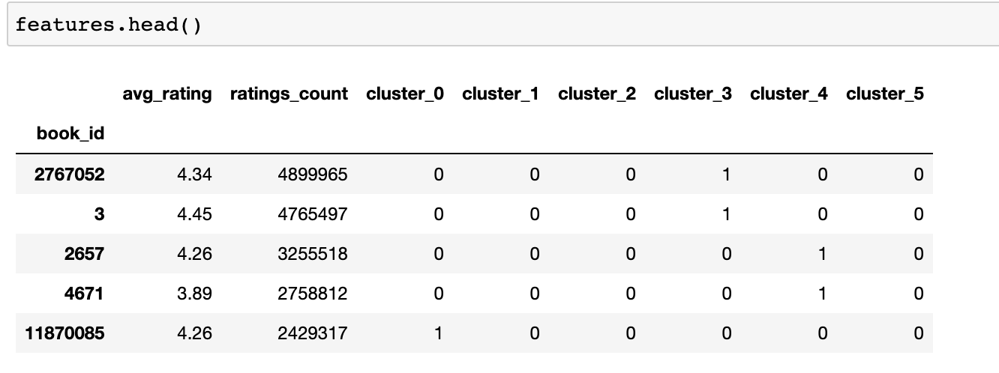 features.head()
avg_rating ratings_count cluster_0 cluster_1 cluster_2 cluster_3 cluster_4 cluster_5
book_id
2767052 4.34 4899965 0 0 0 1 0 0
3 4.45 4765497 0 0 0 1 0 0
2657 4.26 3255518 0 0 0 0 1 0
4671 3.89 2758812 0 0 0 0 1 0
11870085 4.26 2429317 1 0 0 0 0 0